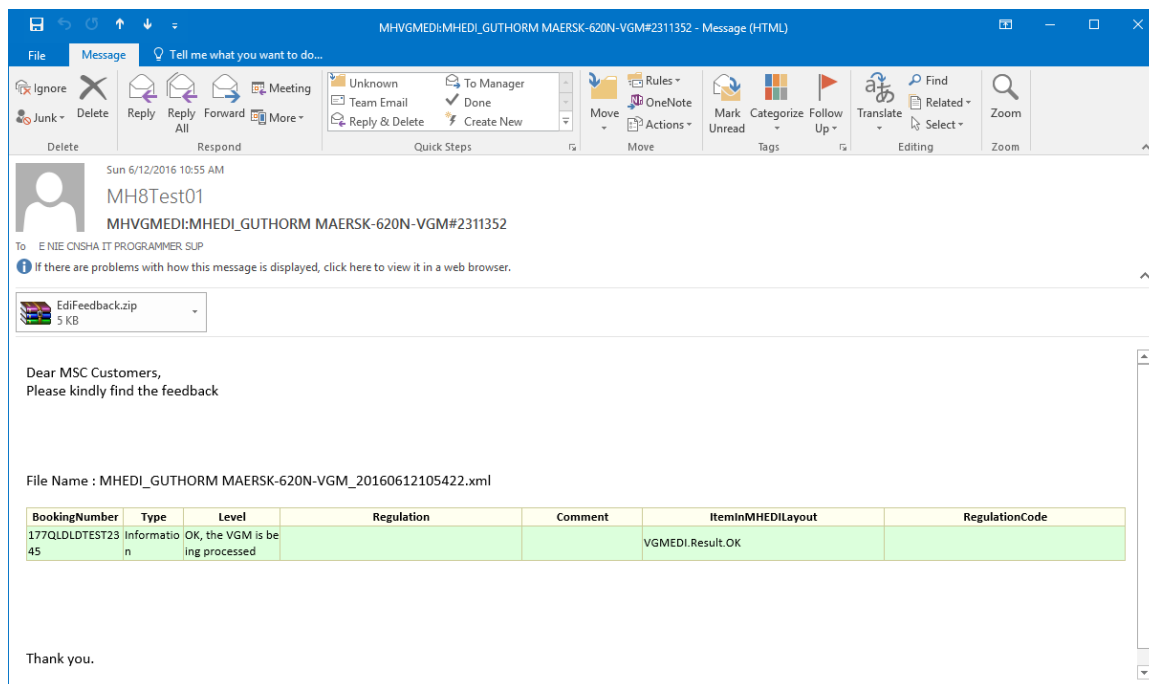 MHVGMEDI:MHEDI_GUTHORM MAERSK-620N-VGM#2311352 - Message (HTML)
File Message Tell me what you want to do...
Ignore
Junk
Delete
Reply
Reply All
Forward
Meeting
More
Unknown
Team Email
Reply & Delete
To Manager
Done
Create New
Move
Rules
OneNote
Actions
Mark Unread
Categorize
Follow Up
Translate
Find
Related
Select
Zoom
Delete Respond Quick Steps Move Tags Editing Zoom
Sun 6/12/2016 10:55 AM
MH8Test01
MHVGMEDI:MHEDI_GUTHORM MAERSK-620N-VGM#2311352
To E NIE CNSHA IT PROGRAMMER SUP
If there are problems with how this message is displayed, click here to view it in a web browser.
EdiFeedback.zip
5 KB
Dear MSC Customers,
Please kindly find the feedback
File Name : MHEDI_GUTHORM MAERSK-620N-VGM_20160612105422.xml
BookingNumber Type Level Regulation Comment ItemInMHEDILayout RegulationCode
177QLDLDTEST23 Informatio OK, the VGM is be
VGMEDI.Result.OK
45 n ing processed
Thank you.